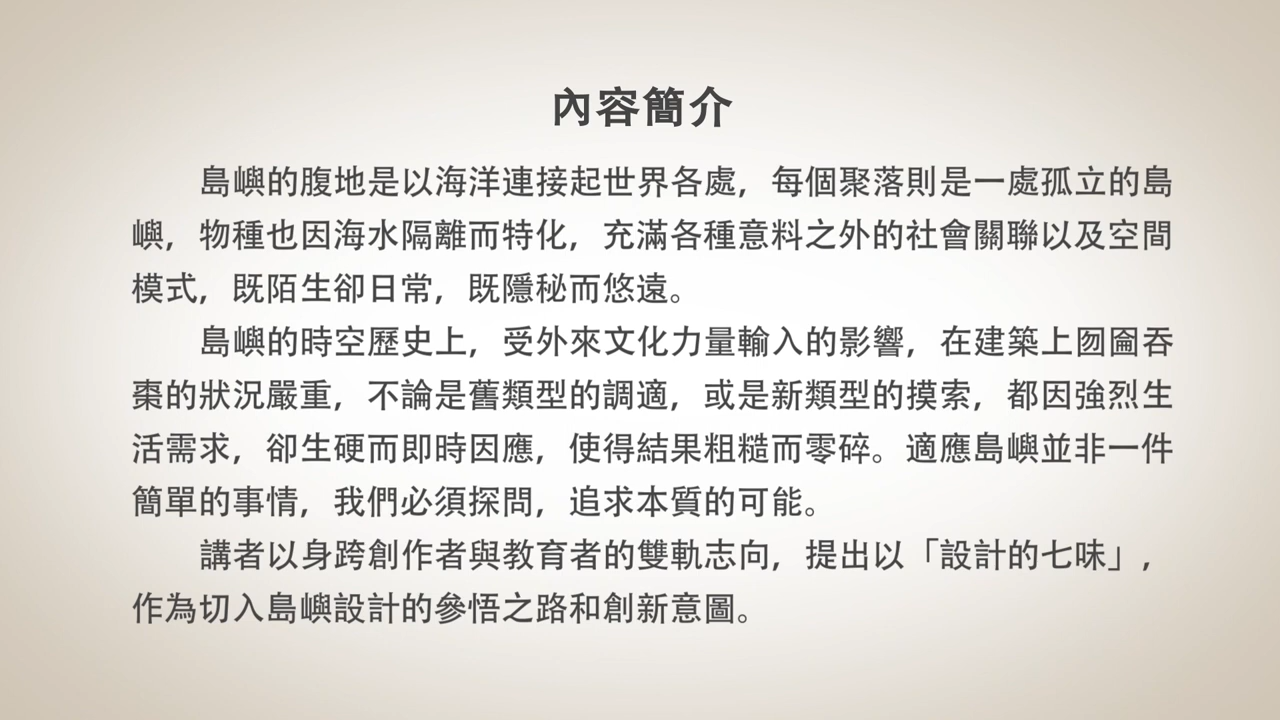 內容簡介
島嶼的腹地是以海洋連接起世界各處，每個聚落則是一處孤立的島
嶼，物種也因海水隔離而特化，充滿各種意料之外的社會關聯以及空間
模式，既陌生卻日常，既隱秘而悠遠。
島嶼的時空歷史上，受外來文化力量輸入的影響，在建築上囫圇吞
棗的狀況嚴重，不論是舊類型的調適，或是新類型的摸索，都因強烈生
活需求，卻生硬而即時因應，使得結果粗糙而零碎。適應島嶼並非一件
簡單的事情，我們必須探問，追求本質的可能。
講者以身跨創作者與教育者的雙軌志向，提出以「設計的七味」，
作為切入島嶼設計的參悟之路和創新意圖。